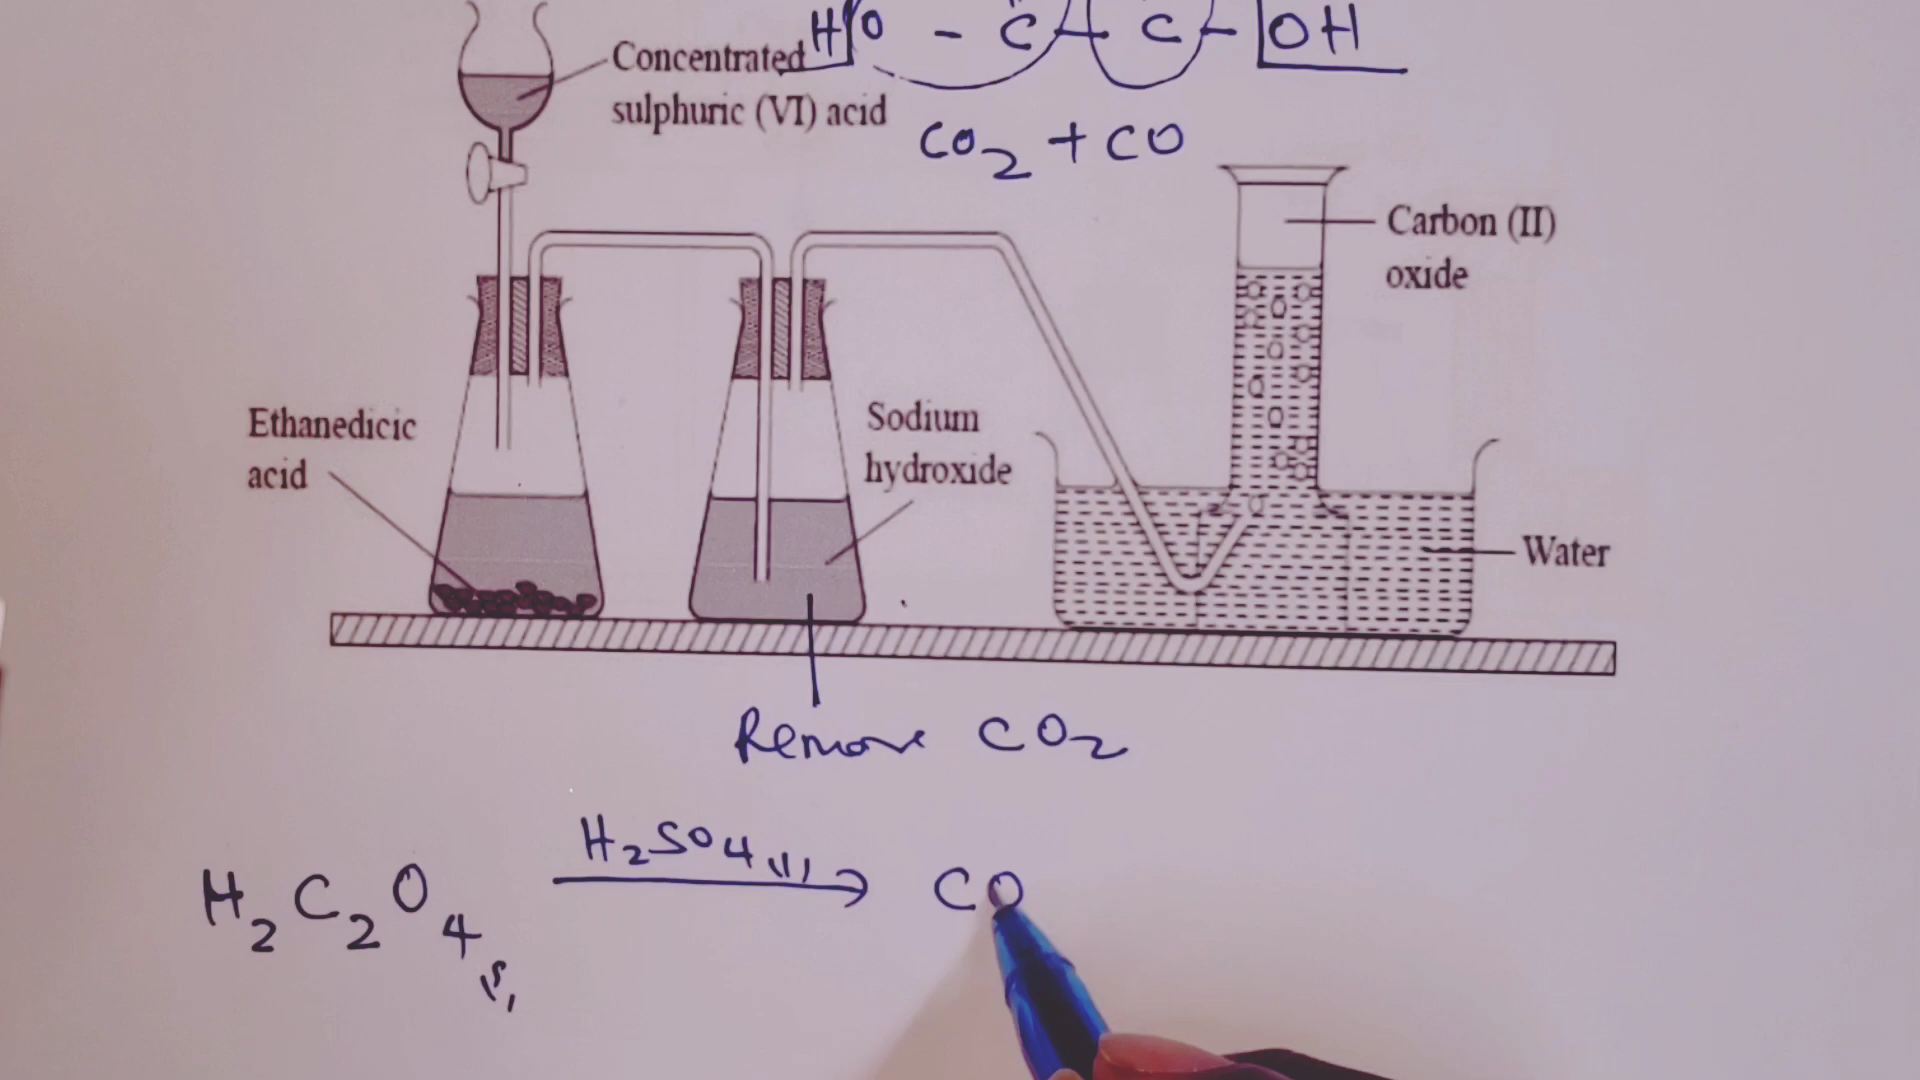 HO - C - C - OH
Concentrated
sulphuric (VI) acid
CO2 + CO
Carbon (II)
oxide
Ethanedicic
acid
Sodium
hydroxide
Water
Remove CO2
H2SO4(l)
H2C2O4(s) → CO